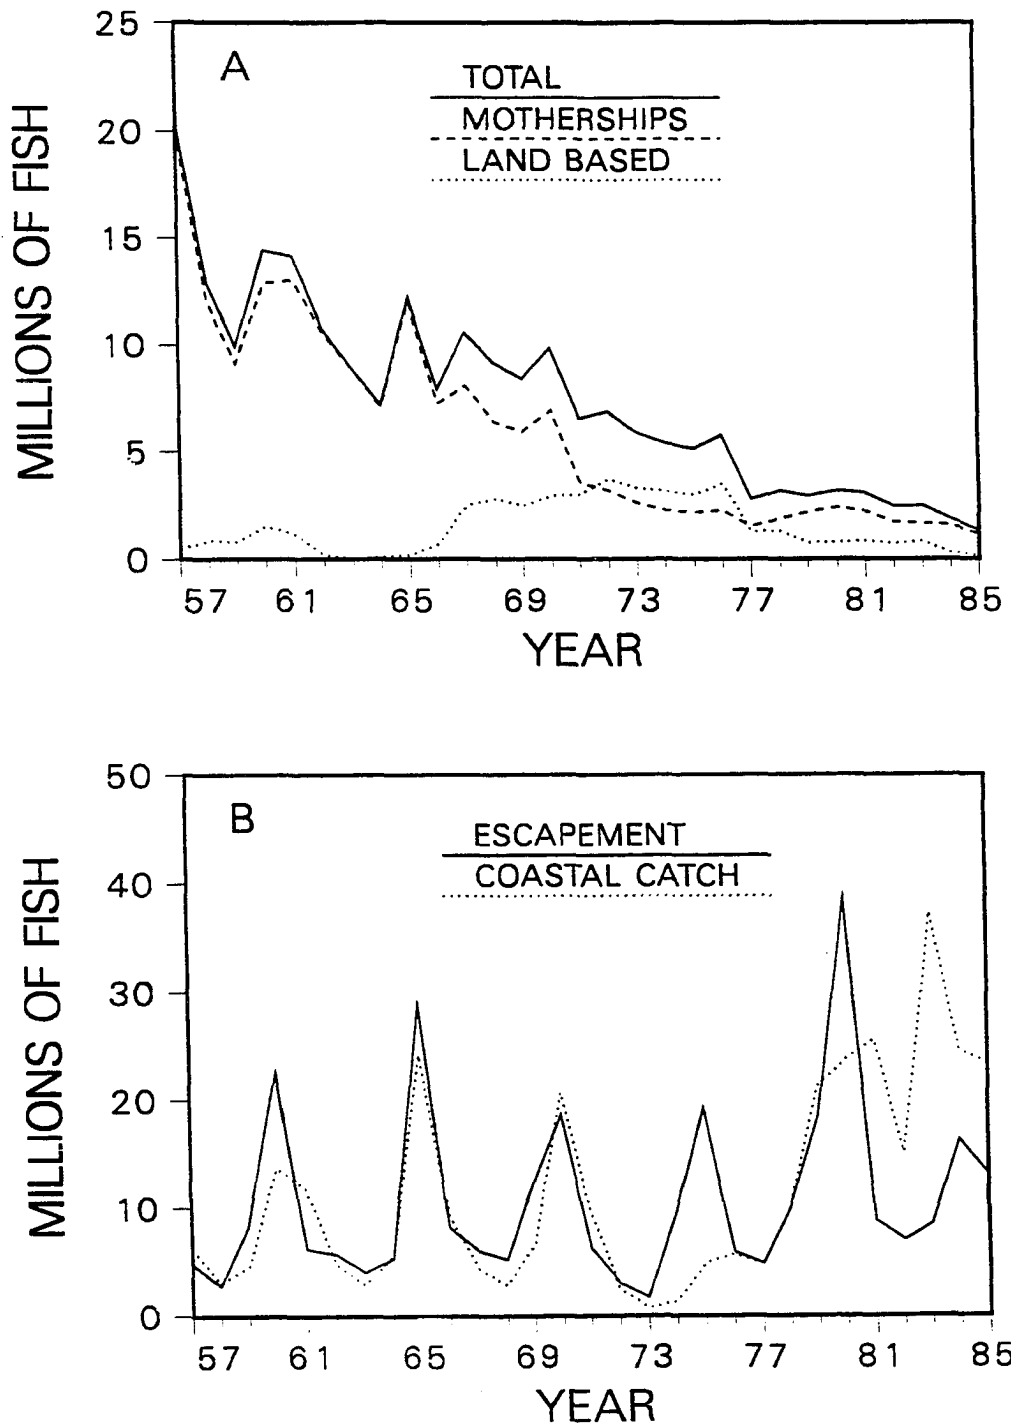 25
A
TOTAL
MOTHERSHIPS
LAND BASED
20
15
10
5
0
MILLIONS OF FISH
57 61 65 69 73 77 81 85
YEAR
50
B
ESCAPEMENT
COASTAL CATCH
40
30
20
10
0
MILLIONS OF FISH
57 61 65 69 73 77 81 85
YEAR